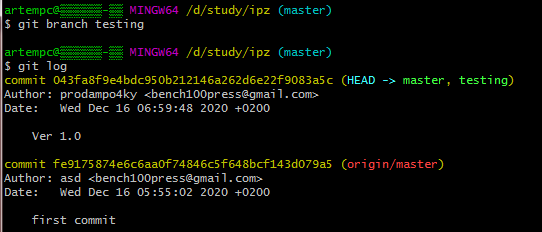 artempc@ MINGW64 /d/study/ipz (master)
$ git branch testing
artempc@ MINGW64 /d/study/ipz (master)
$ git log
commit 043fa8f9e4bdc950b212146a262d6e22f9083a5c (HEAD -> master, testing)
Author: prodampo4ky <bench100press@gmail.com>
Date:   Wed Dec 16 06:59:48 2020 +0200
    Ver 1.0
commit fe9175874e6c6aa0f74846c5f648bcf143d079a5 (origin/master)
Author: asd <bench100press@gmail.com>
Date:   Wed Dec 16 05:55:02 2020 +0200
    first commit